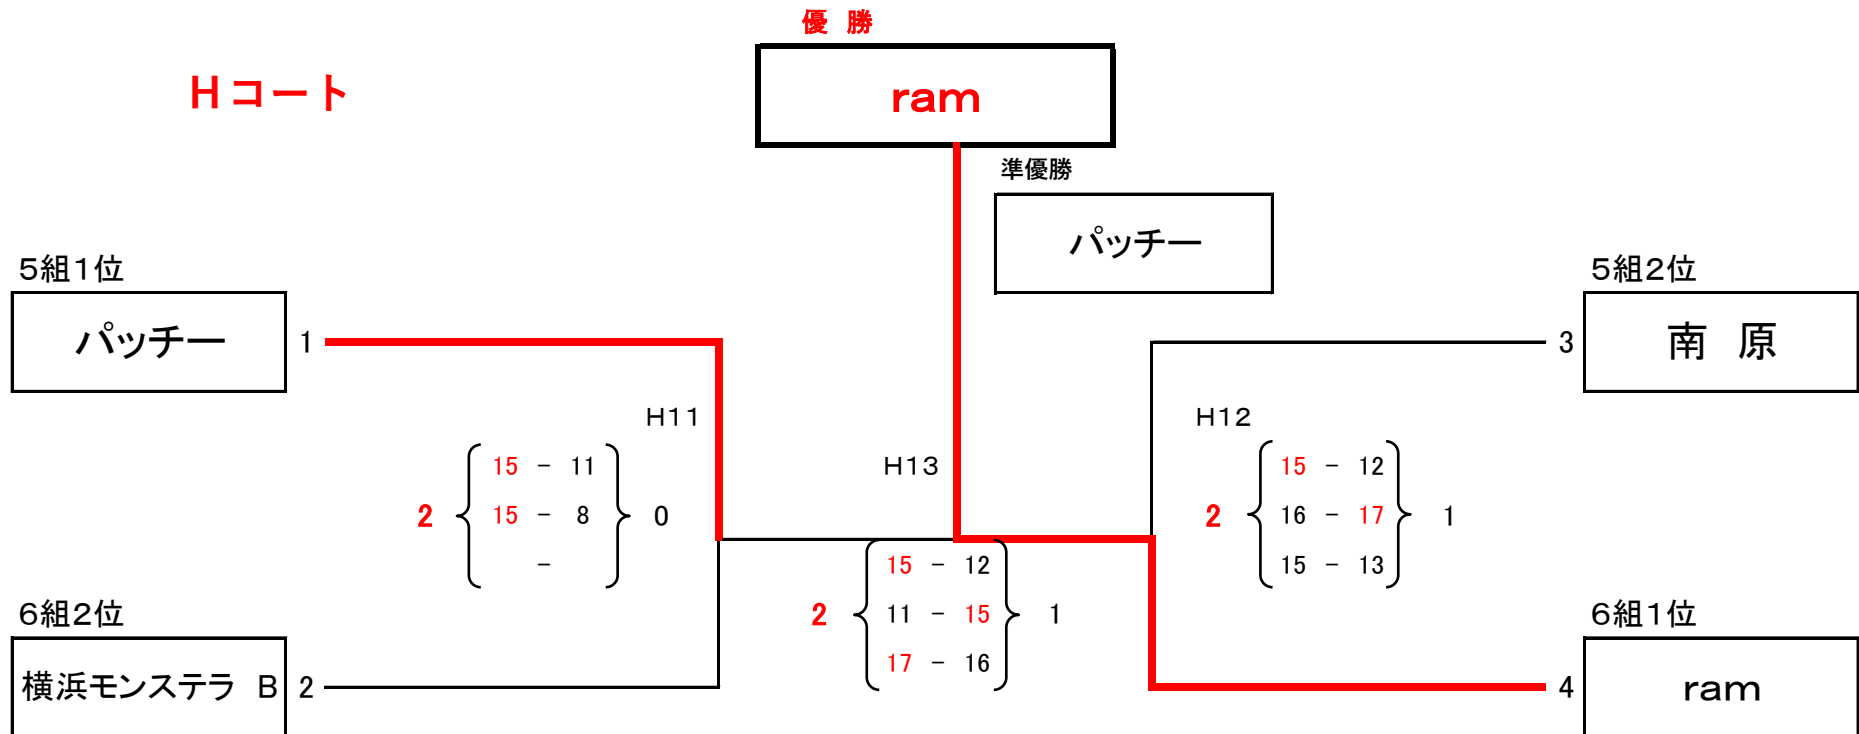 優 勝
Hコート
ram
準優勝
パッチー
5組1位
パッチー 1
5組2位
3 南 原
H11
15 - 11
2 15 - 8 0
-
H12
15 - 12
2 16 - 17 1
15 - 13
H13
15 - 12
2 11 - 15 1
17 - 16
6組2位
横浜モンステラ B 2
6組1位
4 ram